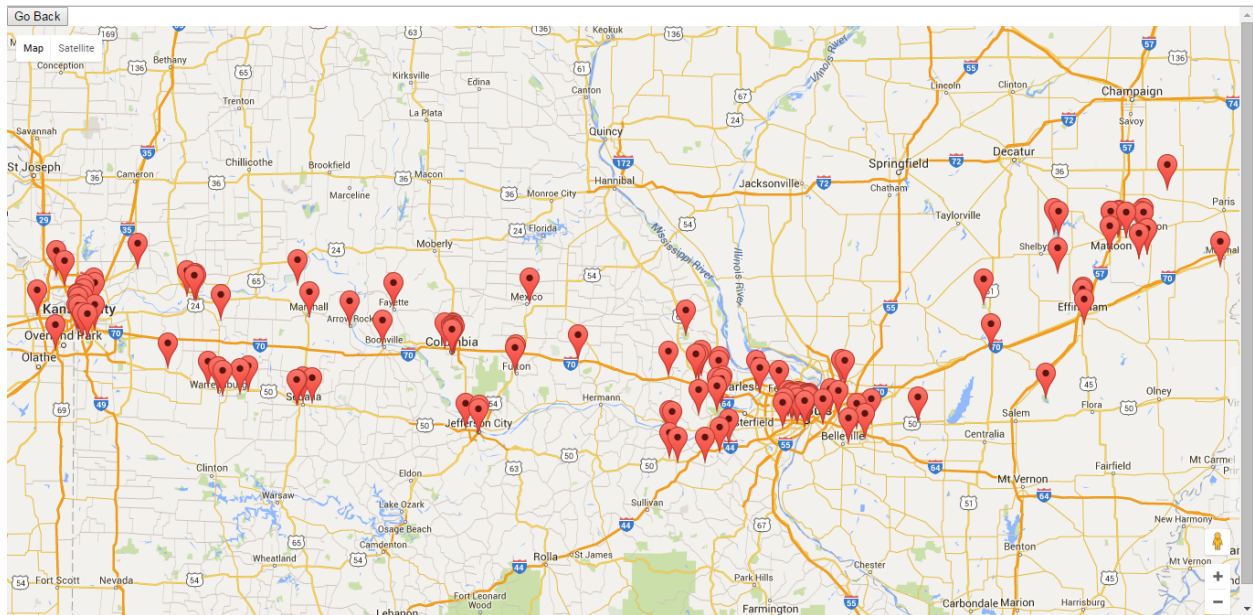 Go Back
Map
Satellite
Conception
Bethany
Keokuk
Kirksville
Edina
Canton
Trenton
La Plata
Illinois River
Lincoln
Clinton
Champaign
Savoy
Savannah
Quincy
St Joseph
Cameron
Chillicothe
Brookfield
Macon
Marceline
Monroe City
Hannibal
Jacksonville
Springfield
Chatham
Decatur
Taylorville
Paris
Moberly
Florida
Mississippi River
Illinois River
Mattoon
Marshall
Arrow Rock
Fayette
Mexico
Boonville
Columbia
Effingham
Overland Park
Olathe
Fulton
Warrensburg
Sedalia
Hermann
Jefferson City
Belleville
Salem
Flora
Olney
Centralia
Clinton
Eldon
Warsaw
Lake Ozark
Osage Beach
Camdenton
Sullivan
Fairfield
Mt Carmel
Mt Vernon
New Harmony
Wheatland
Rolla
St James
Benton
Mt Vernon
Fort Scott
Nevada
Fort Leonard
Wood
Lebanon
Park Hills
Farmington
Chester
Carbondale
Marion
Harrisburg